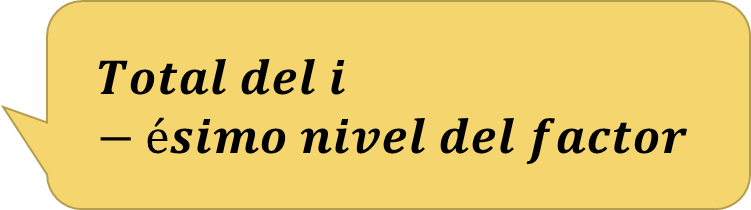 Total del i
− ésimo nivel del factor